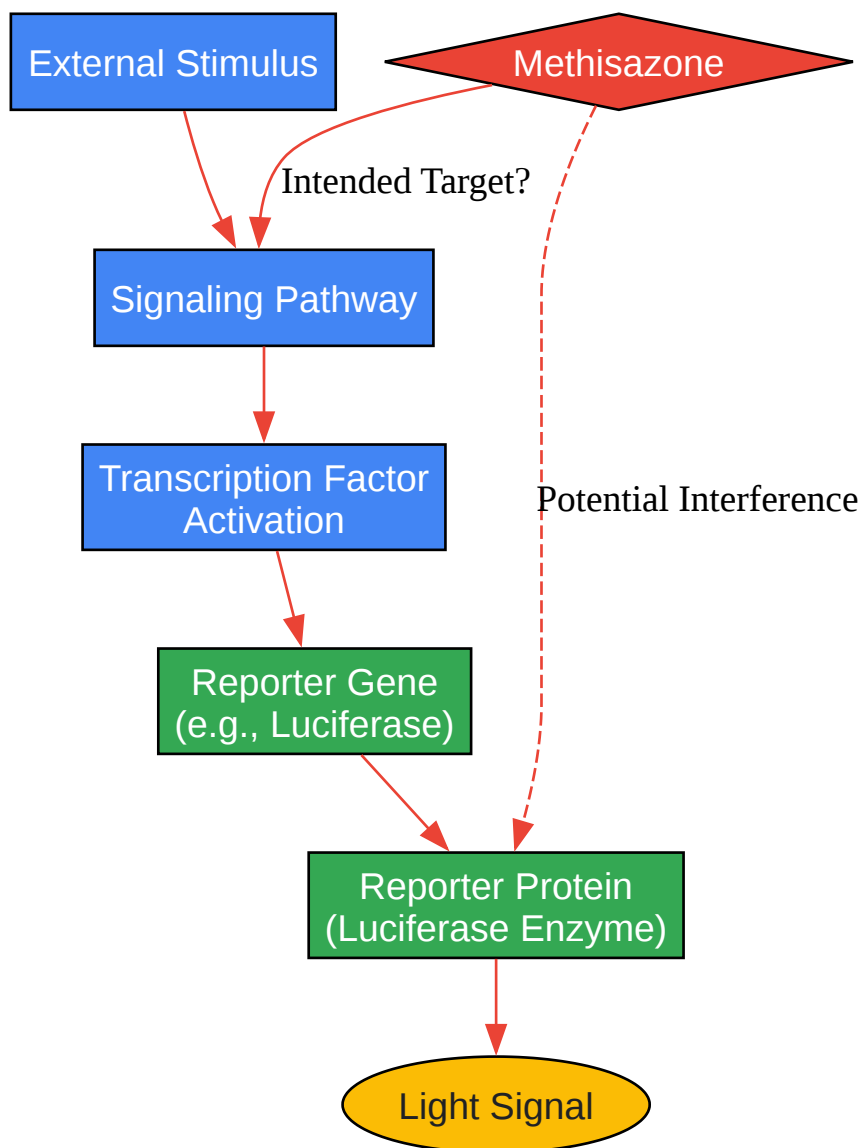 External Stimulus
Methisazone
Intended Target?
Signaling Pathway
Transcription Factor
Activation
Potential Interference
Reporter Gene
(e.g., Luciferase)
Reporter Protein
(Luciferase Enzyme)
Light Signal